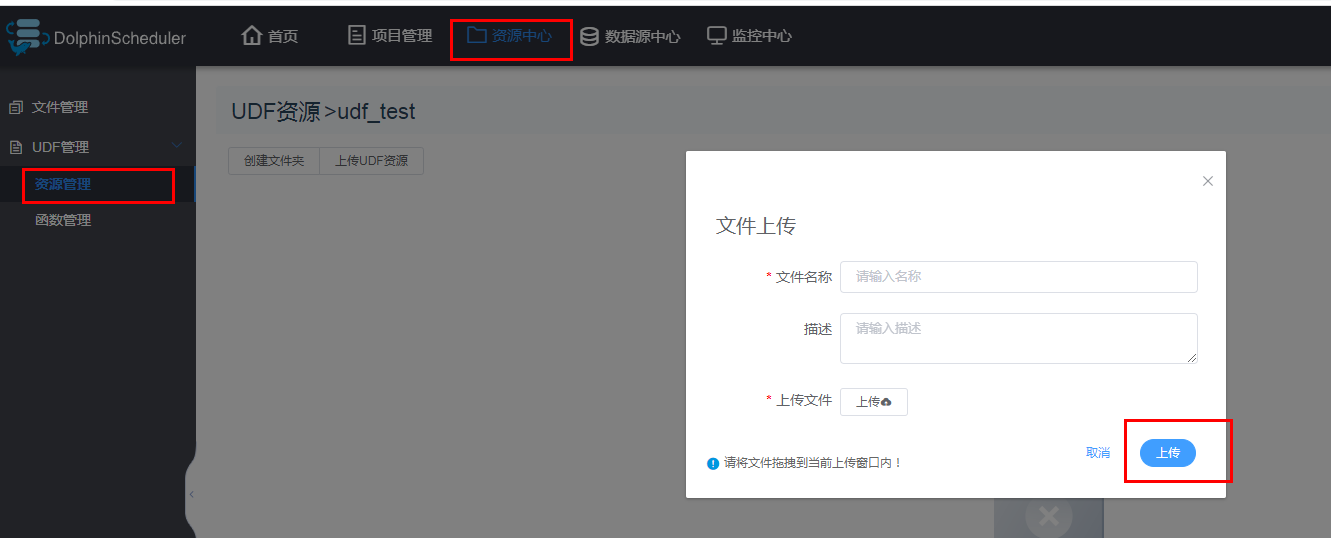 DolphinScheduler 首页 项目管理 资源中心 数据源中心 监控中心
文件管理
UDF管理
资源管理
函数管理
UDF资源>udf_test
创建文件夹 上传UDF资源
文件上传
* 文件名称 请输入名称
描述 请输入描述
* 上传文件 上传
请将文件拖拽到当前上传窗口内！
取消 上传